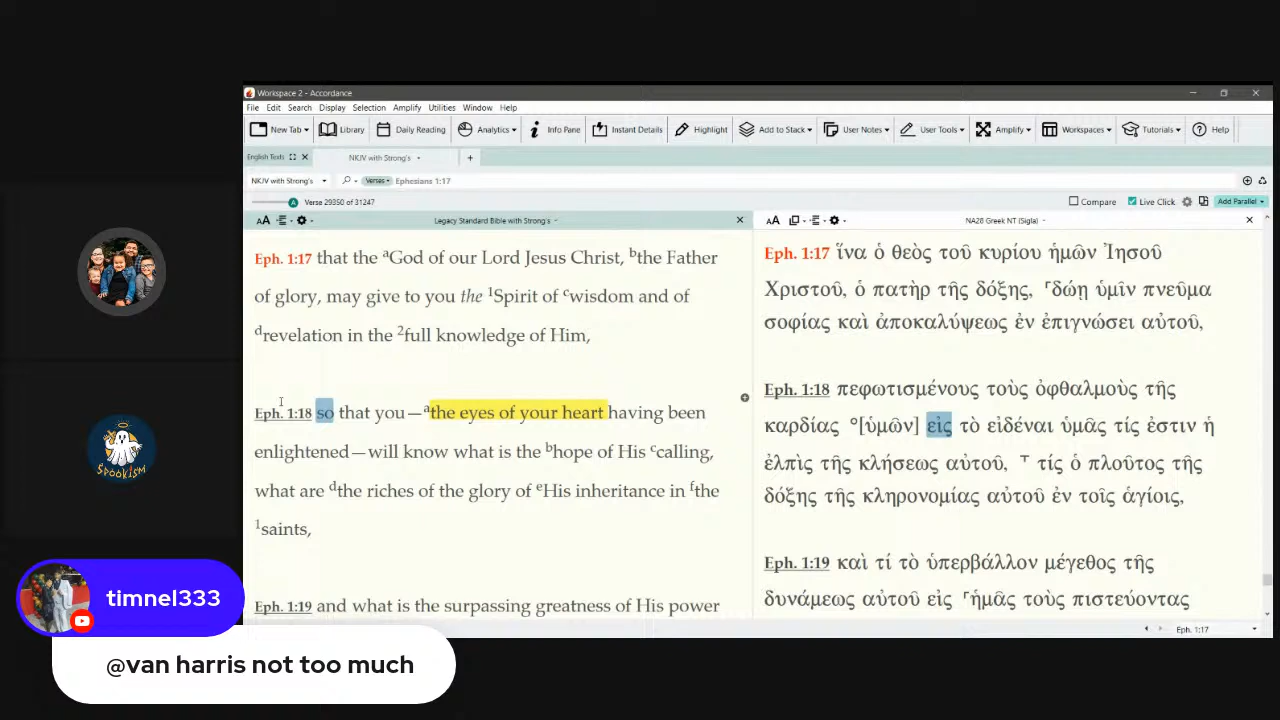 Workspace 2 - Accordance
File Edit Search Display Selection Amplify Utilities Window Help
New Tab Library Daily Reading Analytics Info Pane Instant Details Highlight Add to Stack User Notes User Tools Amplify Workspaces Tutorials Help
English Texts NKJV with Strong's +
NKJV with Strong's Verses Ephesians 1:17
Verse 29350 of 31247 Compare Live Click Add Parallel
AA Legacy Standard Bible with Strong's
Eph. 1:17 that the aGod of our Lord Jesus Christ, bthe Father
of glory, may give to you the 1Spirit of cwisdom and of
drevelation in the 2full knowledge of Him,
Eph. 1:18 so that you—athe eyes of your heart having been
enlightened—will know what is the bhope of His ccalling,
what are dthe riches of the glory of eHis inheritance in fthe
1saints,
Eph. 1:19 and what is the surpassing greatness of His power
AA NA28 Greek NT (Sigla)
Eph. 1:17 ἵνα ὁ θεὸς τοῦ κυρίου ἡμῶν Ἰησοῦ
Χριστοῦ, ὁ πατὴρ τῆς δόξης, ⸀δώῃ ὑμῖν πνεῦμα
σοφίας καὶ ἀποκαλύψεως ἐν ἐπιγνώσει αὐτοῦ,
Eph. 1:18 πεφωτισμένους τοὺς ὀφθαλμοὺς τῆς
καρδίας °[ὑμῶν] εἰς τὸ εἰδέναι ὑμᾶς τίς ἐστιν ἡ
ἐλπὶς τῆς κλήσεως αὐτοῦ, ⸆ τίς ὁ πλοῦτος τῆς
δόξης τῆς κληρονομίας αὐτοῦ ἐν τοῖς ἁγίοις,
Eph. 1:19 καὶ τί τὸ ὑπερβάλλον μέγεθος τῆς
δυνάμεως αὐτοῦ εἰς ⸀ἡμᾶς τοὺς πιστεύοντας
Eph. 1:17
SPOOKISM
timnel333
@van harris not too much